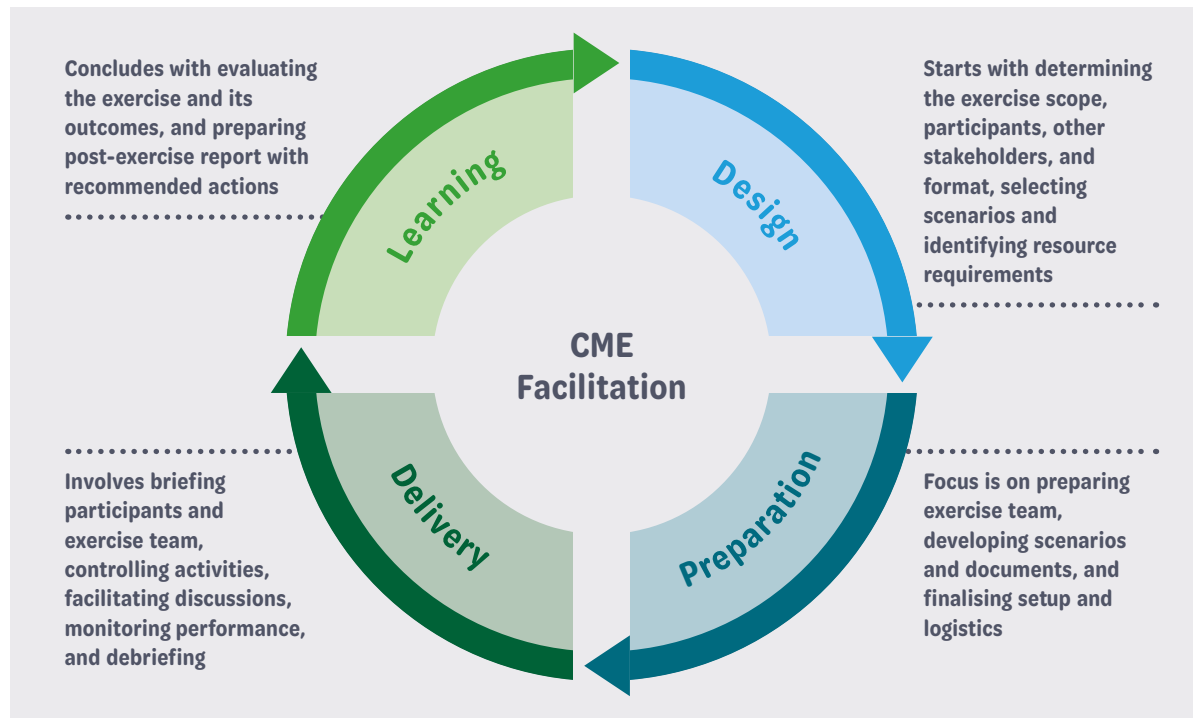 Concludes with evaluating
the exercise and its
outcomes, and preparing
post-exercise report with
recommended actions
Learning
Design
Starts with determining
the exercise scope,
participants, other
stakeholders, and
format, selecting
scenarios and
identifying resource
requirements
CME
Facilitation
Involves briefing
participants and
exercise team,
controlling activities,
facilitating discussions,
monitoring performance,
and debriefing
Delivery
Preparation
Focus is on preparing
exercise team,
developing scenarios
and documents, and
finalising setup and
logistics